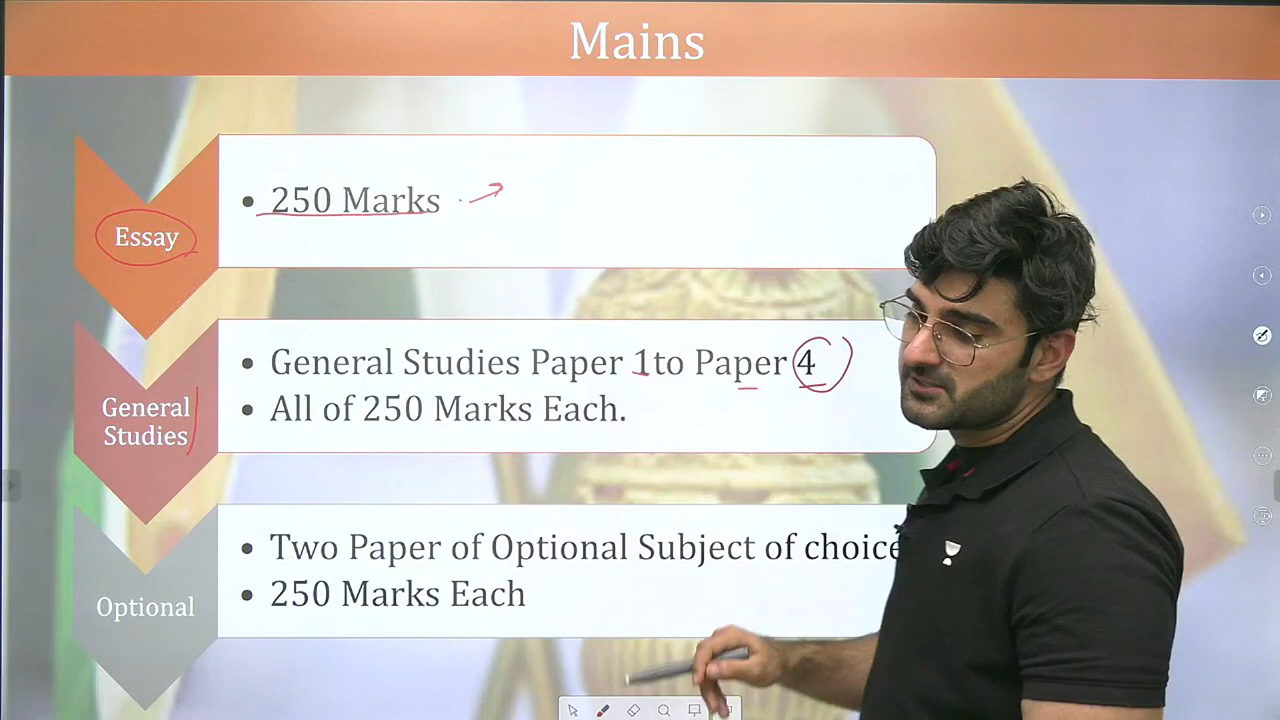 Mains
Essay
• 250 Marks
General
Studies
• General Studies Paper 1to Paper 4
• All of 250 Marks Each.
Optional
• Two Paper of Optional Subject of choice
• 250 Marks Each